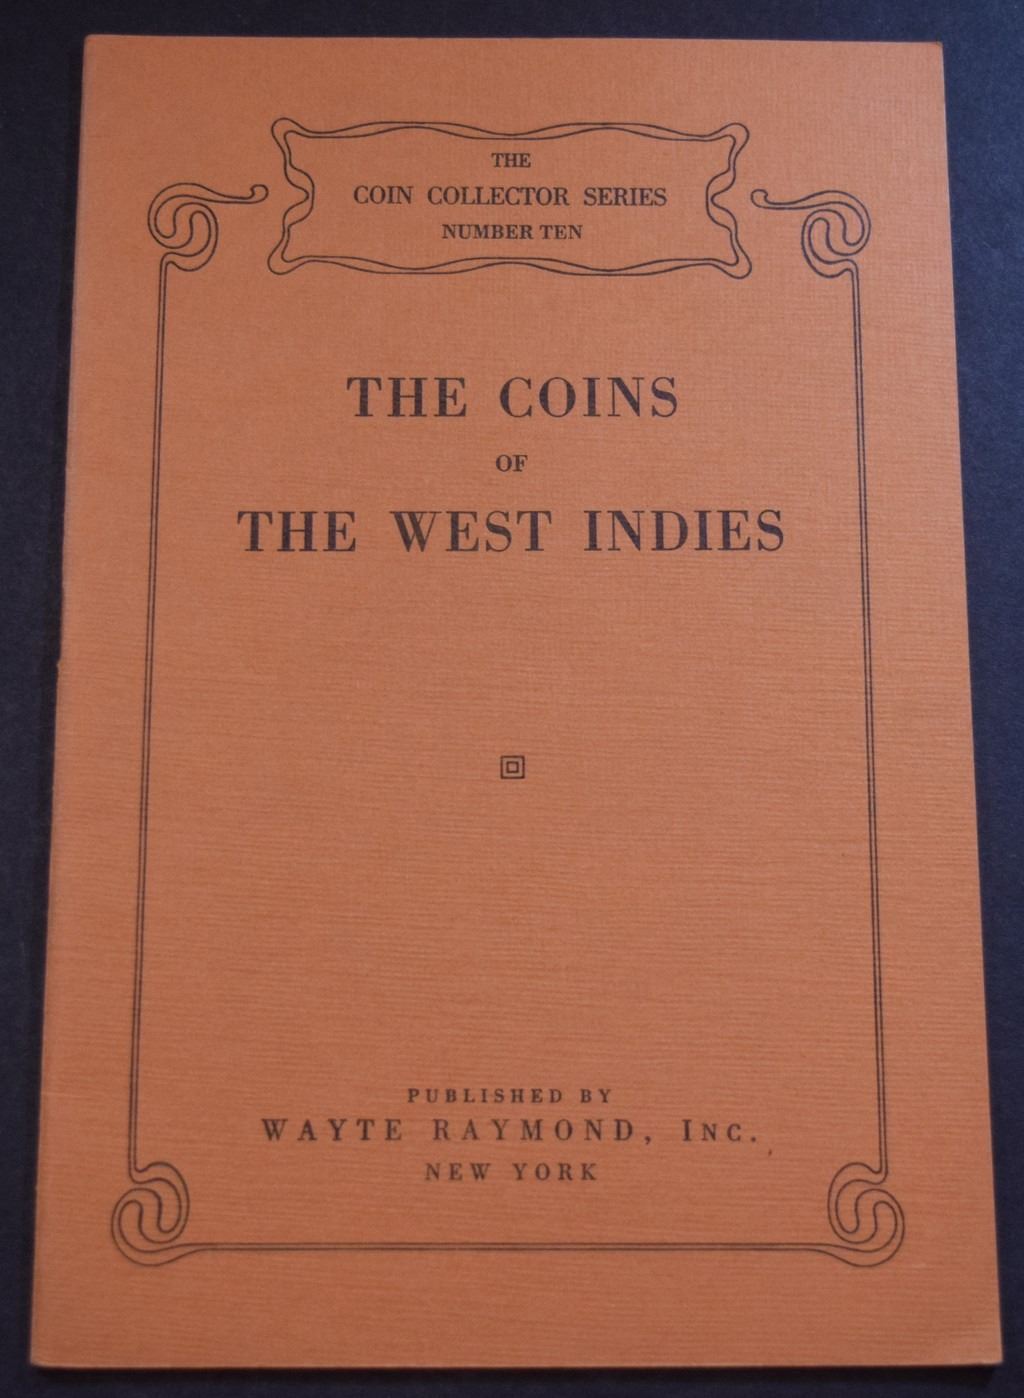 THE
COIN COLLECTOR SERIES
NUMBER TEN
THE COINS
OF
THE WEST INDIES
PUBLISHED BY
WAYTE RAYMOND, INC.
NEW YORK